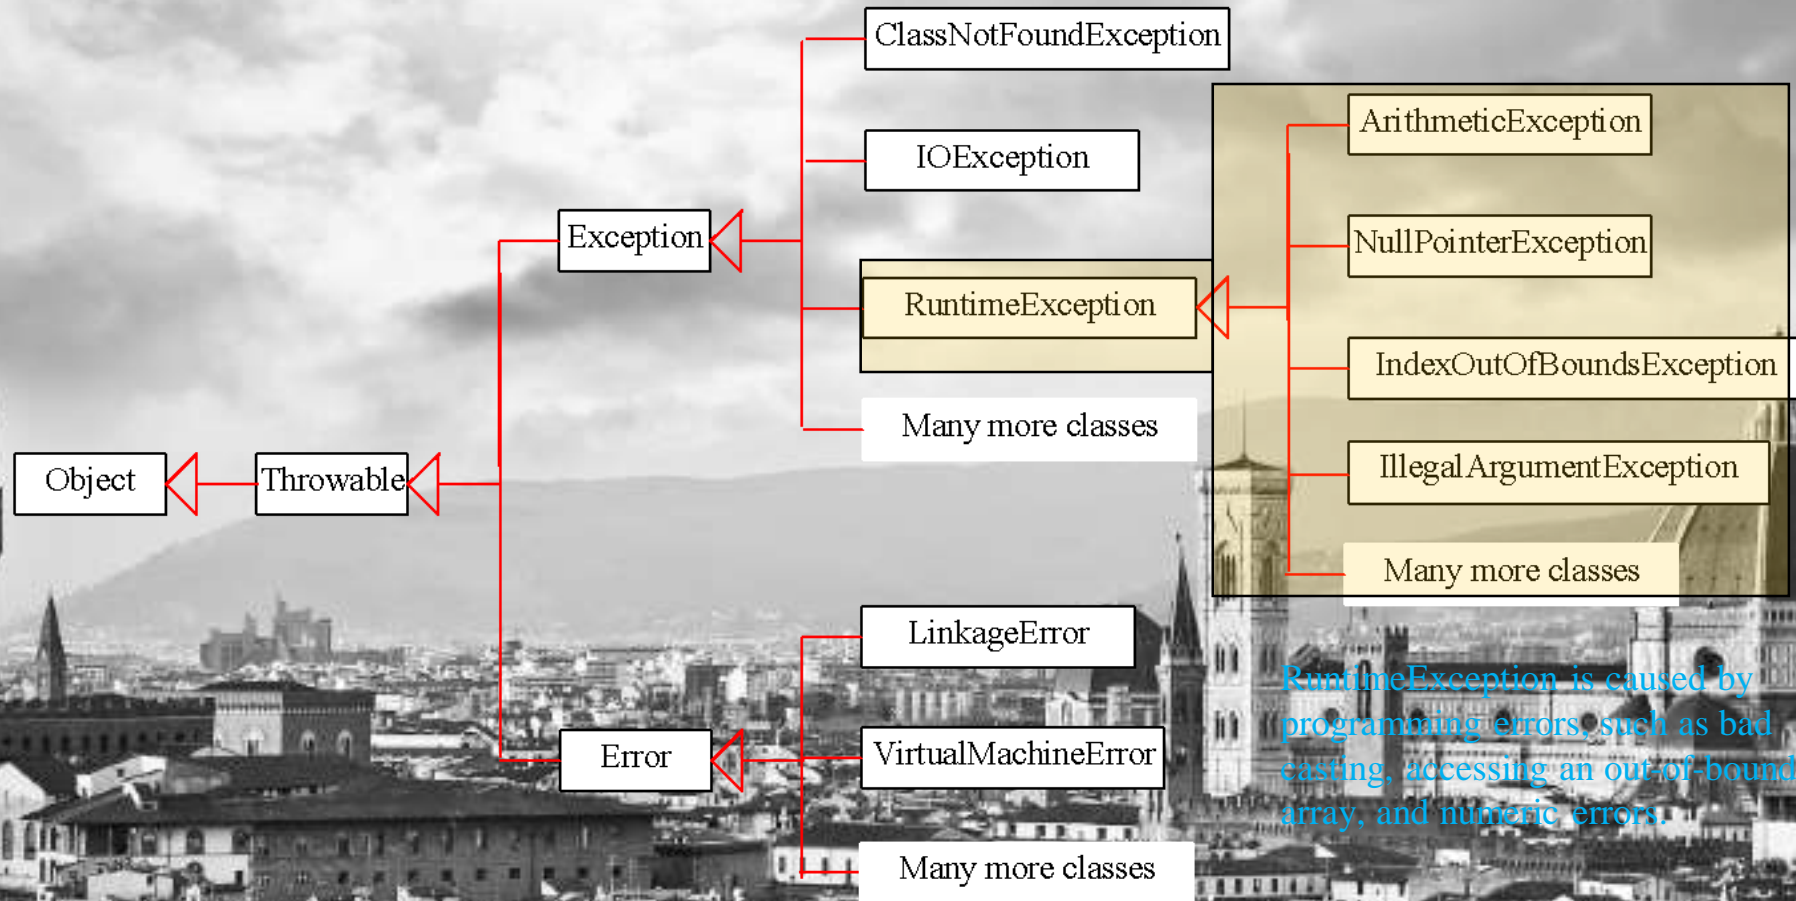 ClassNotFoundException
ArithmeticException
IOException
NullPointerException
Exception
RuntimeException
IndexOutOfBoundsException
Many more classes
IllegalArgumentException
Object
Throwable
Many more classes
LinkageError
RuntimeException is caused by
programming errors, such as bad
casting, accessing an out-of-bound
array, and numeric errors.
Error
VirtualMachineError
Many more classes